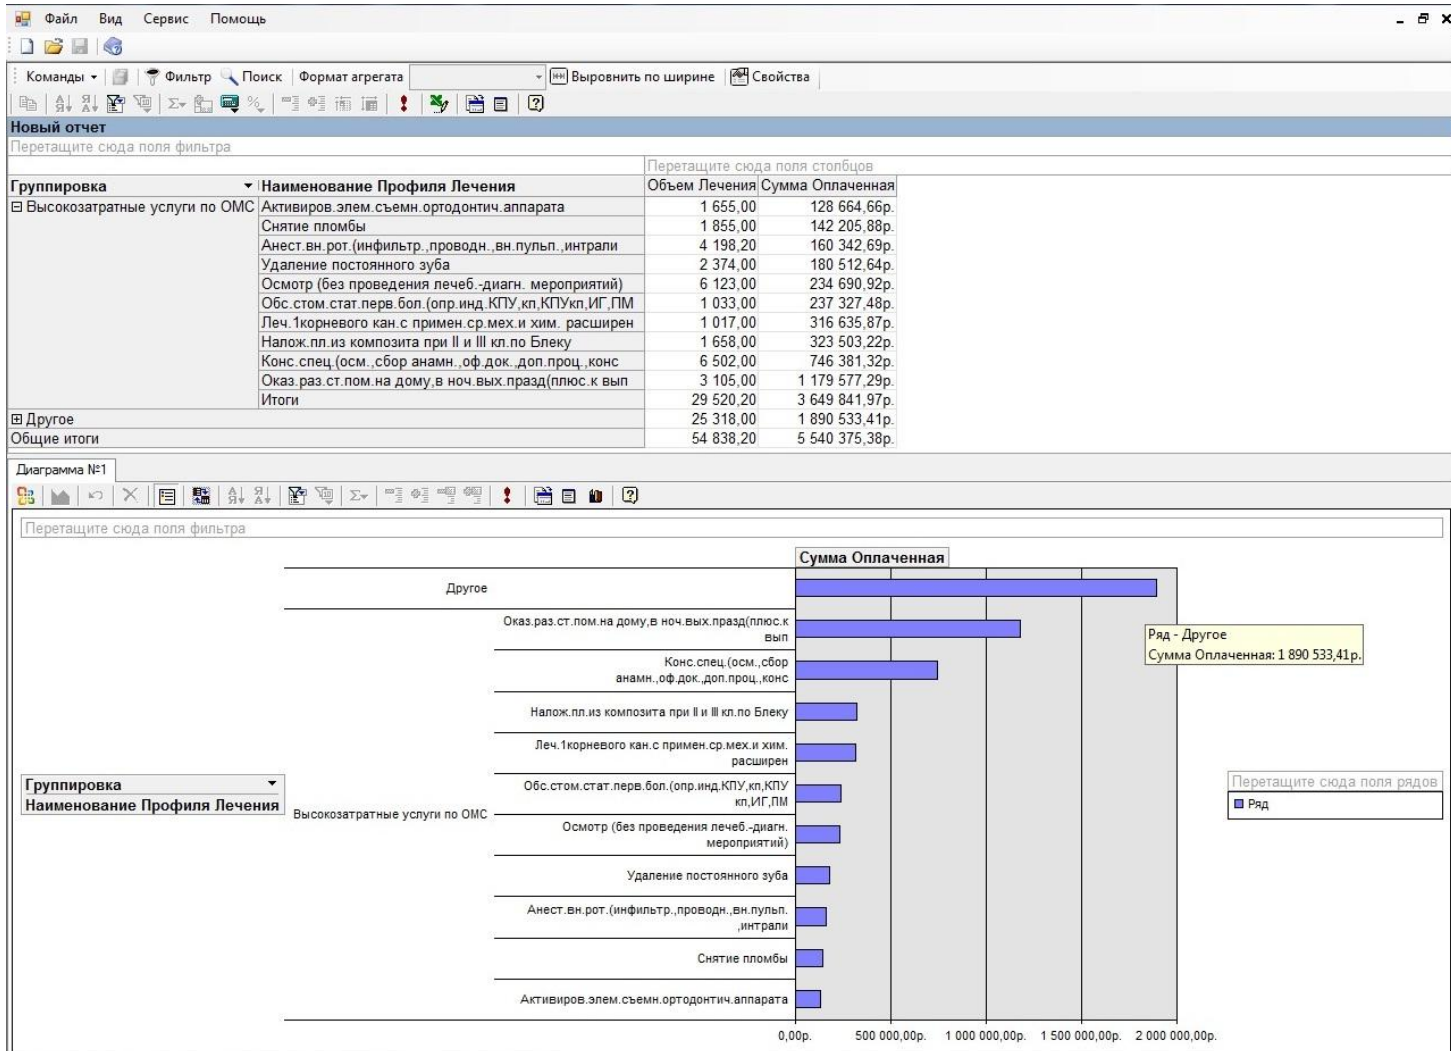 Файл Вид Сервис Помощь
Команды Фильтр Поиск Формат агрегата Выровнить по ширине Свойства
Новый отчет
Перетащите сюда поля фильтра
Перетащите сюда поля столбцов
Группировка Наименование Профиля Лечения Объем Лечения Сумма Оплаченная
Высокозатратные услуги по ОМС Активиров.элем.съемн.ортодонтич.аппарата 1 655,00 128 664,66р.
Снятие пломбы 1 855,00 142 205,88р.
Анест.вн.рот.(инфильтр.,проводн.,вн.пульп.,интрали 4 198,20 160 342,69р.
Удаление постоянного зуба 2 374,00 180 512,64р.
Осмотр (без проведения лечеб.-диагн. мероприятий) 6 123,00 234 690,92р.
Обс.стом.стат.перв.бол.(опр.инд.КПУ,кп,КПУкп,ИГ,ПМ 1 033,00 237 327,48р.
Леч.1корневого кан.с примен.ср.мех.и хим. расширен 1 017,00 316 635,87р.
Налож.пл.из композита при II и III кл.по Блеку 1 658,00 323 503,22р.
Конс.спец.(осм.,сбор анамн.,оф.док.,доп.проц.,конс 6 502,00 746 381,32р.
Оказ.раз.ст.пом.на дому,в ноч.вых.празд(плюс.к вып 3 105,00 1 179 577,29р.
Итоги 29 520,20 3 649 841,97р.
Другое 25 318,00 1 890 533,41р.
Общие итоги 54 838,20 5 540 375,38р.
Диаграмма №1
Перетащите сюда поля фильтра
Сумма Оплаченная
Другое
Оказ.раз.ст.пом.на дому,в ноч.вых.празд(плюс.к
вып
Ряд - Другое
Сумма Оплаченная: 1 890 533,41р.
Конс.спец.(осм.,сбор
анамн.,оф.док.,доп.проц.,конс
Налож.пл.из композита при II и III кл.по Блеку
Леч.1корневого кан.с примен.ср.мех.и хим.
расширен
Группировка
Наименование Профиля Лечения
Высокозатратные услуги по ОМС
Обс.стом.стат.перв.бол.(опр.инд.КПУ,кп,КПУ
кп,ИГ,ПМ
Перетащите сюда поля рядов
Ряд
Осмотр (без проведения лечеб.-диагн.
мероприятий)
Удаление постоянного зуба
Анест.вн.рот.(инфильтр.,проводн.,вн.пульп.
,интрали
Снятие пломбы
Активиров.элем.съемн.ортодонтич.аппарата
0,00р. 500 000,00р. 1 000 000,00р. 1 500 000,00р. 2 000 000,00р.